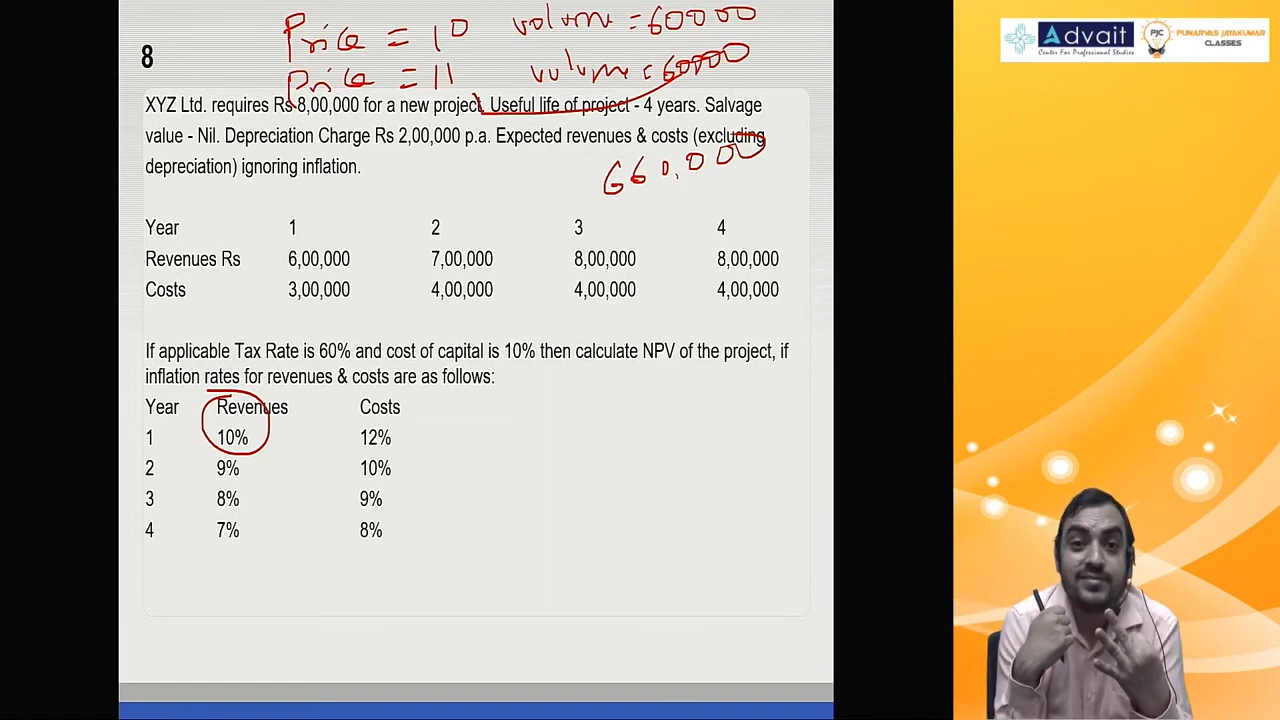 Price = 10 volume = 60000
8
Price = 11 volume = 60000
XYZ Ltd. requires Rs 8,00,000 for a new project. Useful life of project - 4 years. Salvage
value - Nil. Depreciation Charge Rs 2,00,000 p.a. Expected revenues & costs (excluding
depreciation) ignoring inflation.
660,000
Year 1 2 3 4
Revenues Rs 6,00,000 7,00,000 8,00,000 8,00,000
Costs 3,00,000 4,00,000 4,00,000 4,00,000
If applicable Tax Rate is 60% and cost of capital is 10% then calculate NPV of the project, if
inflation rates for revenues & costs are as follows:
Year Revenues Costs
1 10% 12%
2 9% 10%
3 8% 9%
4 7% 8%
Advait
Center For Professional Studies
PJC
PUNARVAS JAYAKUMAR
CLASSES